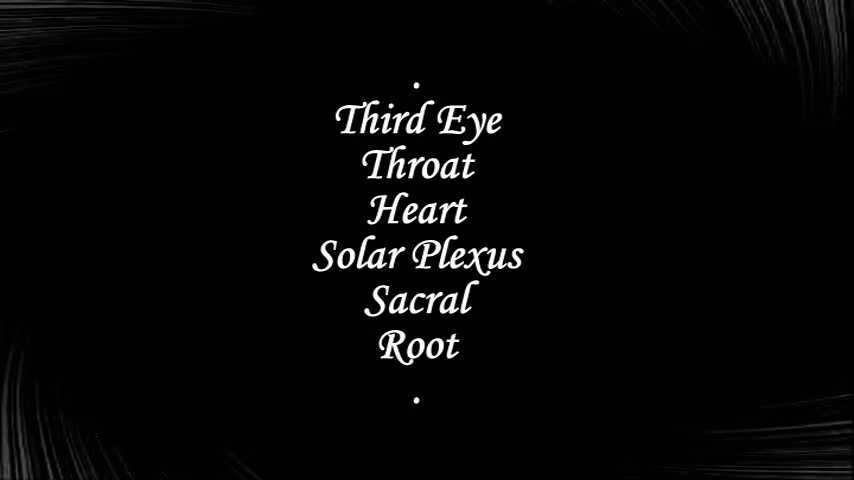 .
Third Eye
Throat
Heart
Solar Plexus
Sacral
Root
.